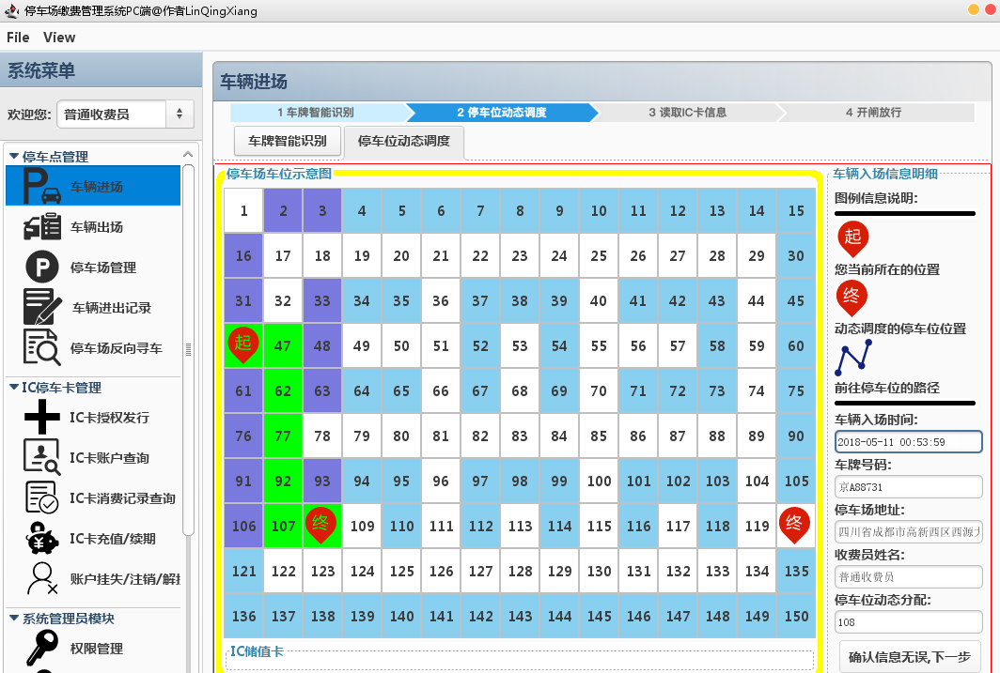 停车场缴费管理系统PC端@作者LinQingXiang
File View
系统菜单
欢迎您: 普通收费员
停车点管理
车辆进场
车辆出场
停车场管理
车辆进出记录
停车场反向寻车
IC停车卡管理
IC卡授权发行
IC卡账户查询
IC卡消费记录查询
IC卡充值/续期
账户挂失/注销/解挂
系统管理员模块
权限管理
车辆进场
1 车牌智能识别 2 停车位动态调度 3 读取IC卡信息 4 开闸放行
车牌智能识别 停车位动态调度
停车场车位示意图
1 2 3 4 5 6 7 8 9 10 11 12 13 14 15
16 17 18 19 20 21 22 23 24 25 26 27 28 29 30
31 32 33 34 35 36 37 38 39 40 41 42 43 44 45
起 47 48 49 50 51 52 53 54 55 56 57 58 59 60
61 62 63 64 65 66 67 68 69 70 71 72 73 74 75
76 77 78 79 80 81 82 83 84 85 86 87 88 89 90
91 92 93 94 95 96 97 98 99 100 101 102 103 104 105
106 107 终 109 110 111 112 113 114 115 116 117 118 119 终
121 122 123 124 125 126 127 128 129 130 131 132 133 134 135
136 137 138 139 140 141 142 143 144 145 146 147 148 149 150
IC储值卡
车辆入场信息明细
图例信息说明:
起
您当前所在的位置
终
动态调度的停车位位置
前往停车位的路径
车辆入场时间:
2018-05-11 00:53:59
车牌号码:
京A88731
停车场地址:
四川省成都市高新西区西源大
收费员姓名:
普通收费员
停车位动态分配:
108
确认信息无误,下一步